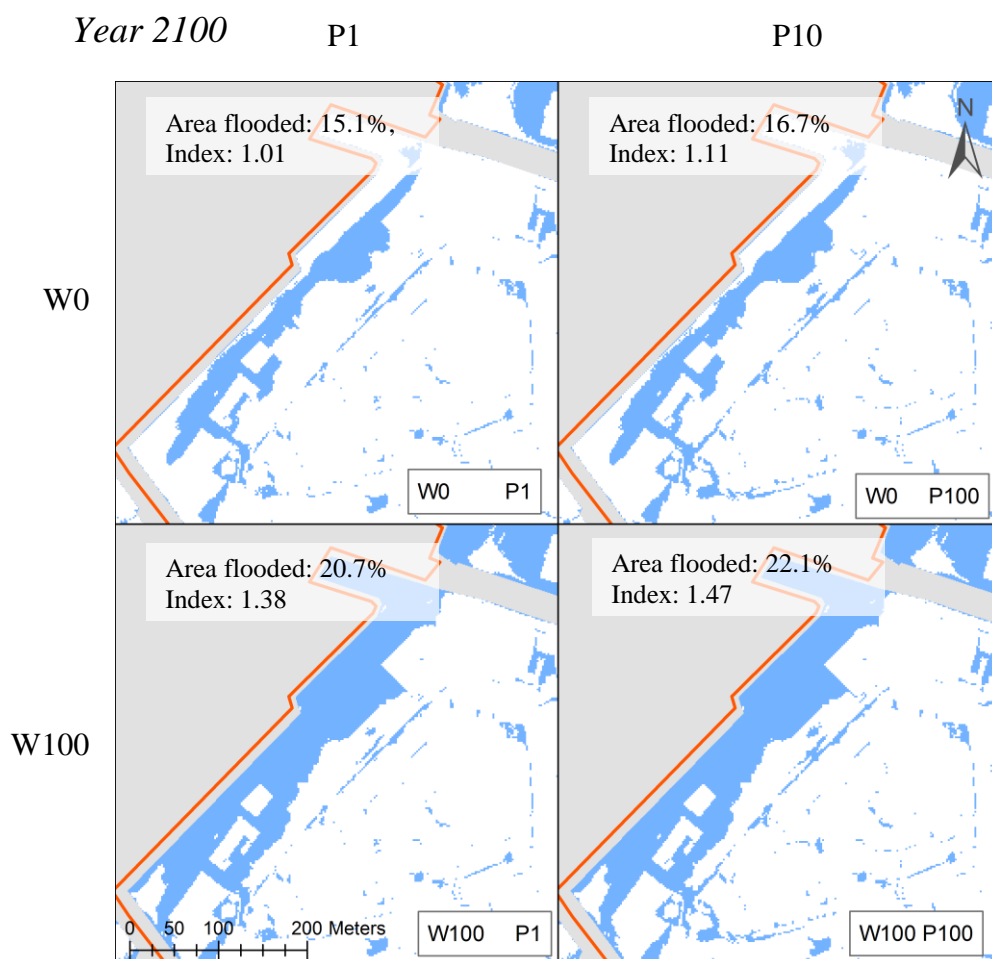 Year 2100
P1
P10
W0
Area flooded: 15.1%,
Index: 1.01
W0 P1
Area flooded: 16.7%
Index: 1.11
N
W0 P100
W100
Area flooded: 20.7%
Index: 1.38
0 50 100 200 Meters
W100 P1
Area flooded: 22.1%
Index: 1.47
W100 P100